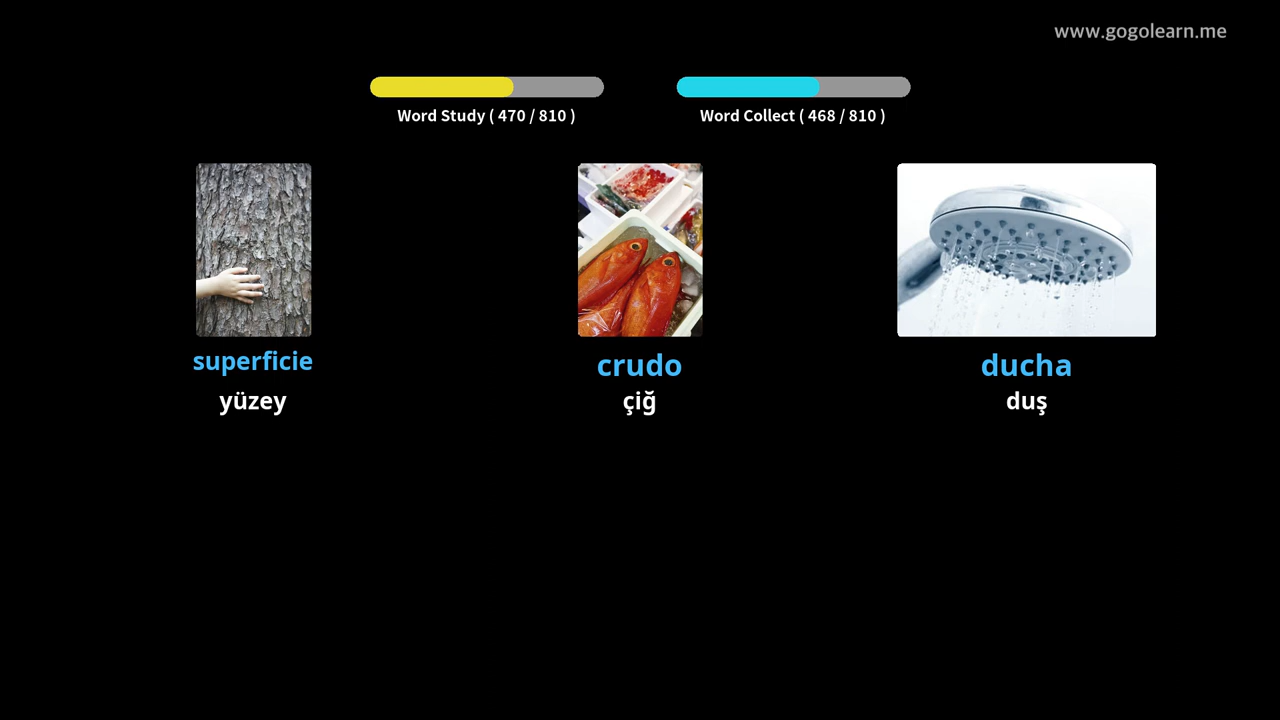 www.gogolearn.me
Word Study ( 470 / 810 )
Word Collect ( 468 / 810 )
superficie
yüzey
crudo
çiğ
ducha
duş